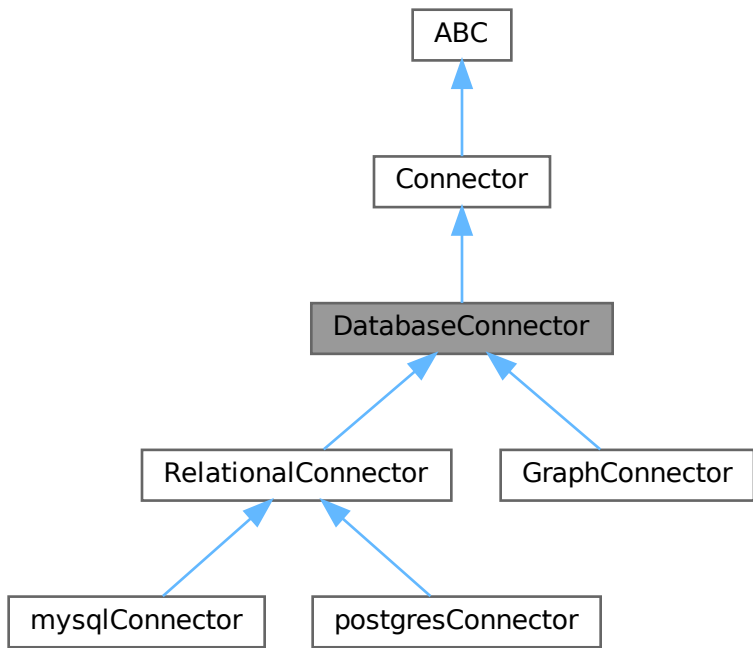 ABC
Connector
DatabaseConnector
RelationalConnector
GraphConnector
mysqlConnector
postgresConnector